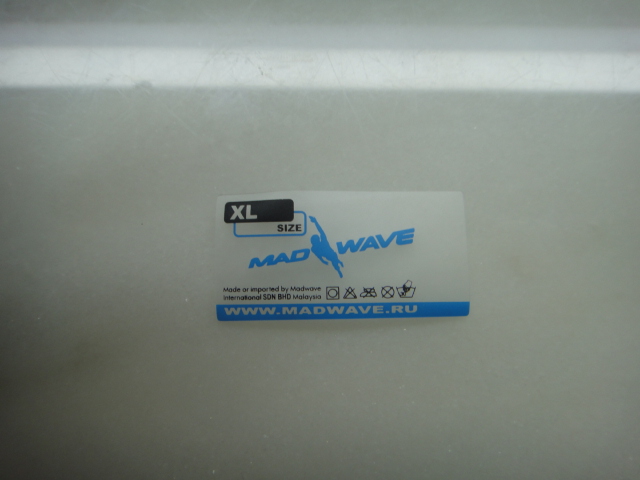 XL
SIZE
MAD WAVE
Made or imported by Madwave
International SDN BHD Malaysia
WWW.MADWAVE.RU